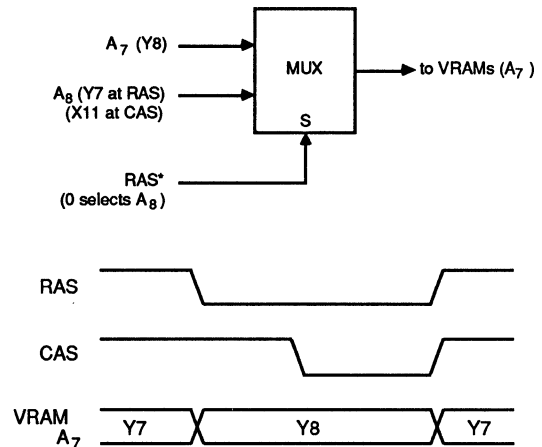 A7 (Y8)
MUX
to VRAMs (A7)
A8 (Y7 at RAS)
(X11 at CAS)
S
RAS*
(0 selects A8)
RAS
CAS
VRAM
A7
Y7
Y8
Y7